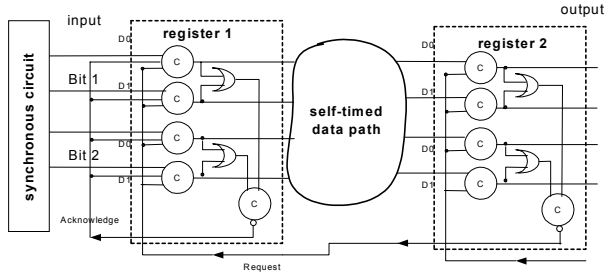 input
output
register 1
register 2
synchronous circuit
D0
Bit 1
D1
D0
Bit 2
D1
C
C
C
C
C
self-timed
data path
D0
D1
D0
D1
C
C
C
C
C
Acknowledge
Request